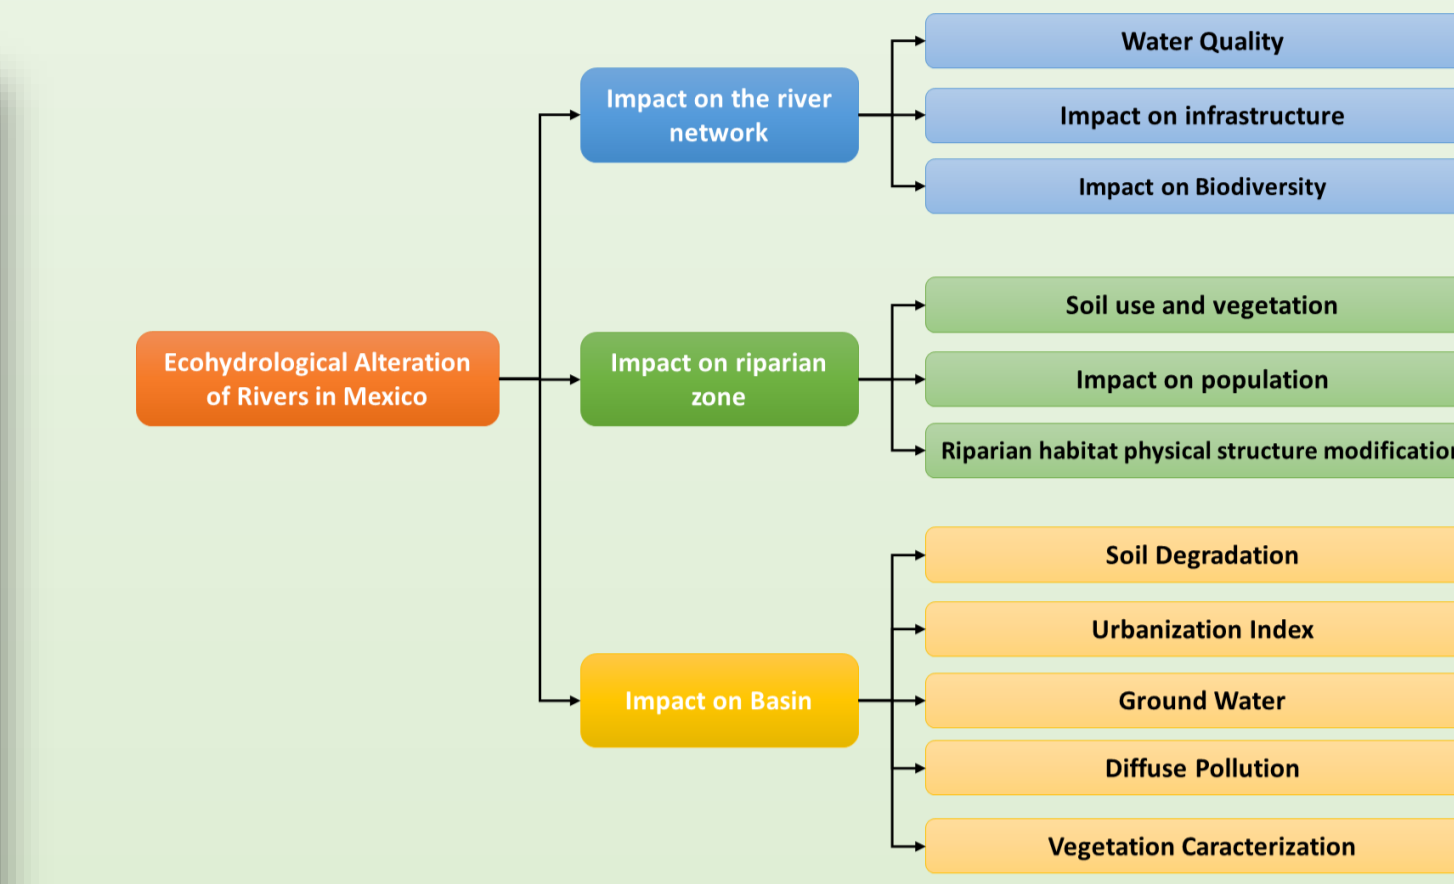 Ecohydrological Alteration
of Rivers in Mexico
Impact on the river
network
Water Quality
Impact on infrastructure
Impact on Biodiversity
Impact on riparian
zone
Soil use and vegetation
Impact on population
Riparian habitat physical structure modification
Impact on Basin
Soil Degradation
Urbanization Index
Ground Water
Diffuse Pollution
Vegetation Caracterization